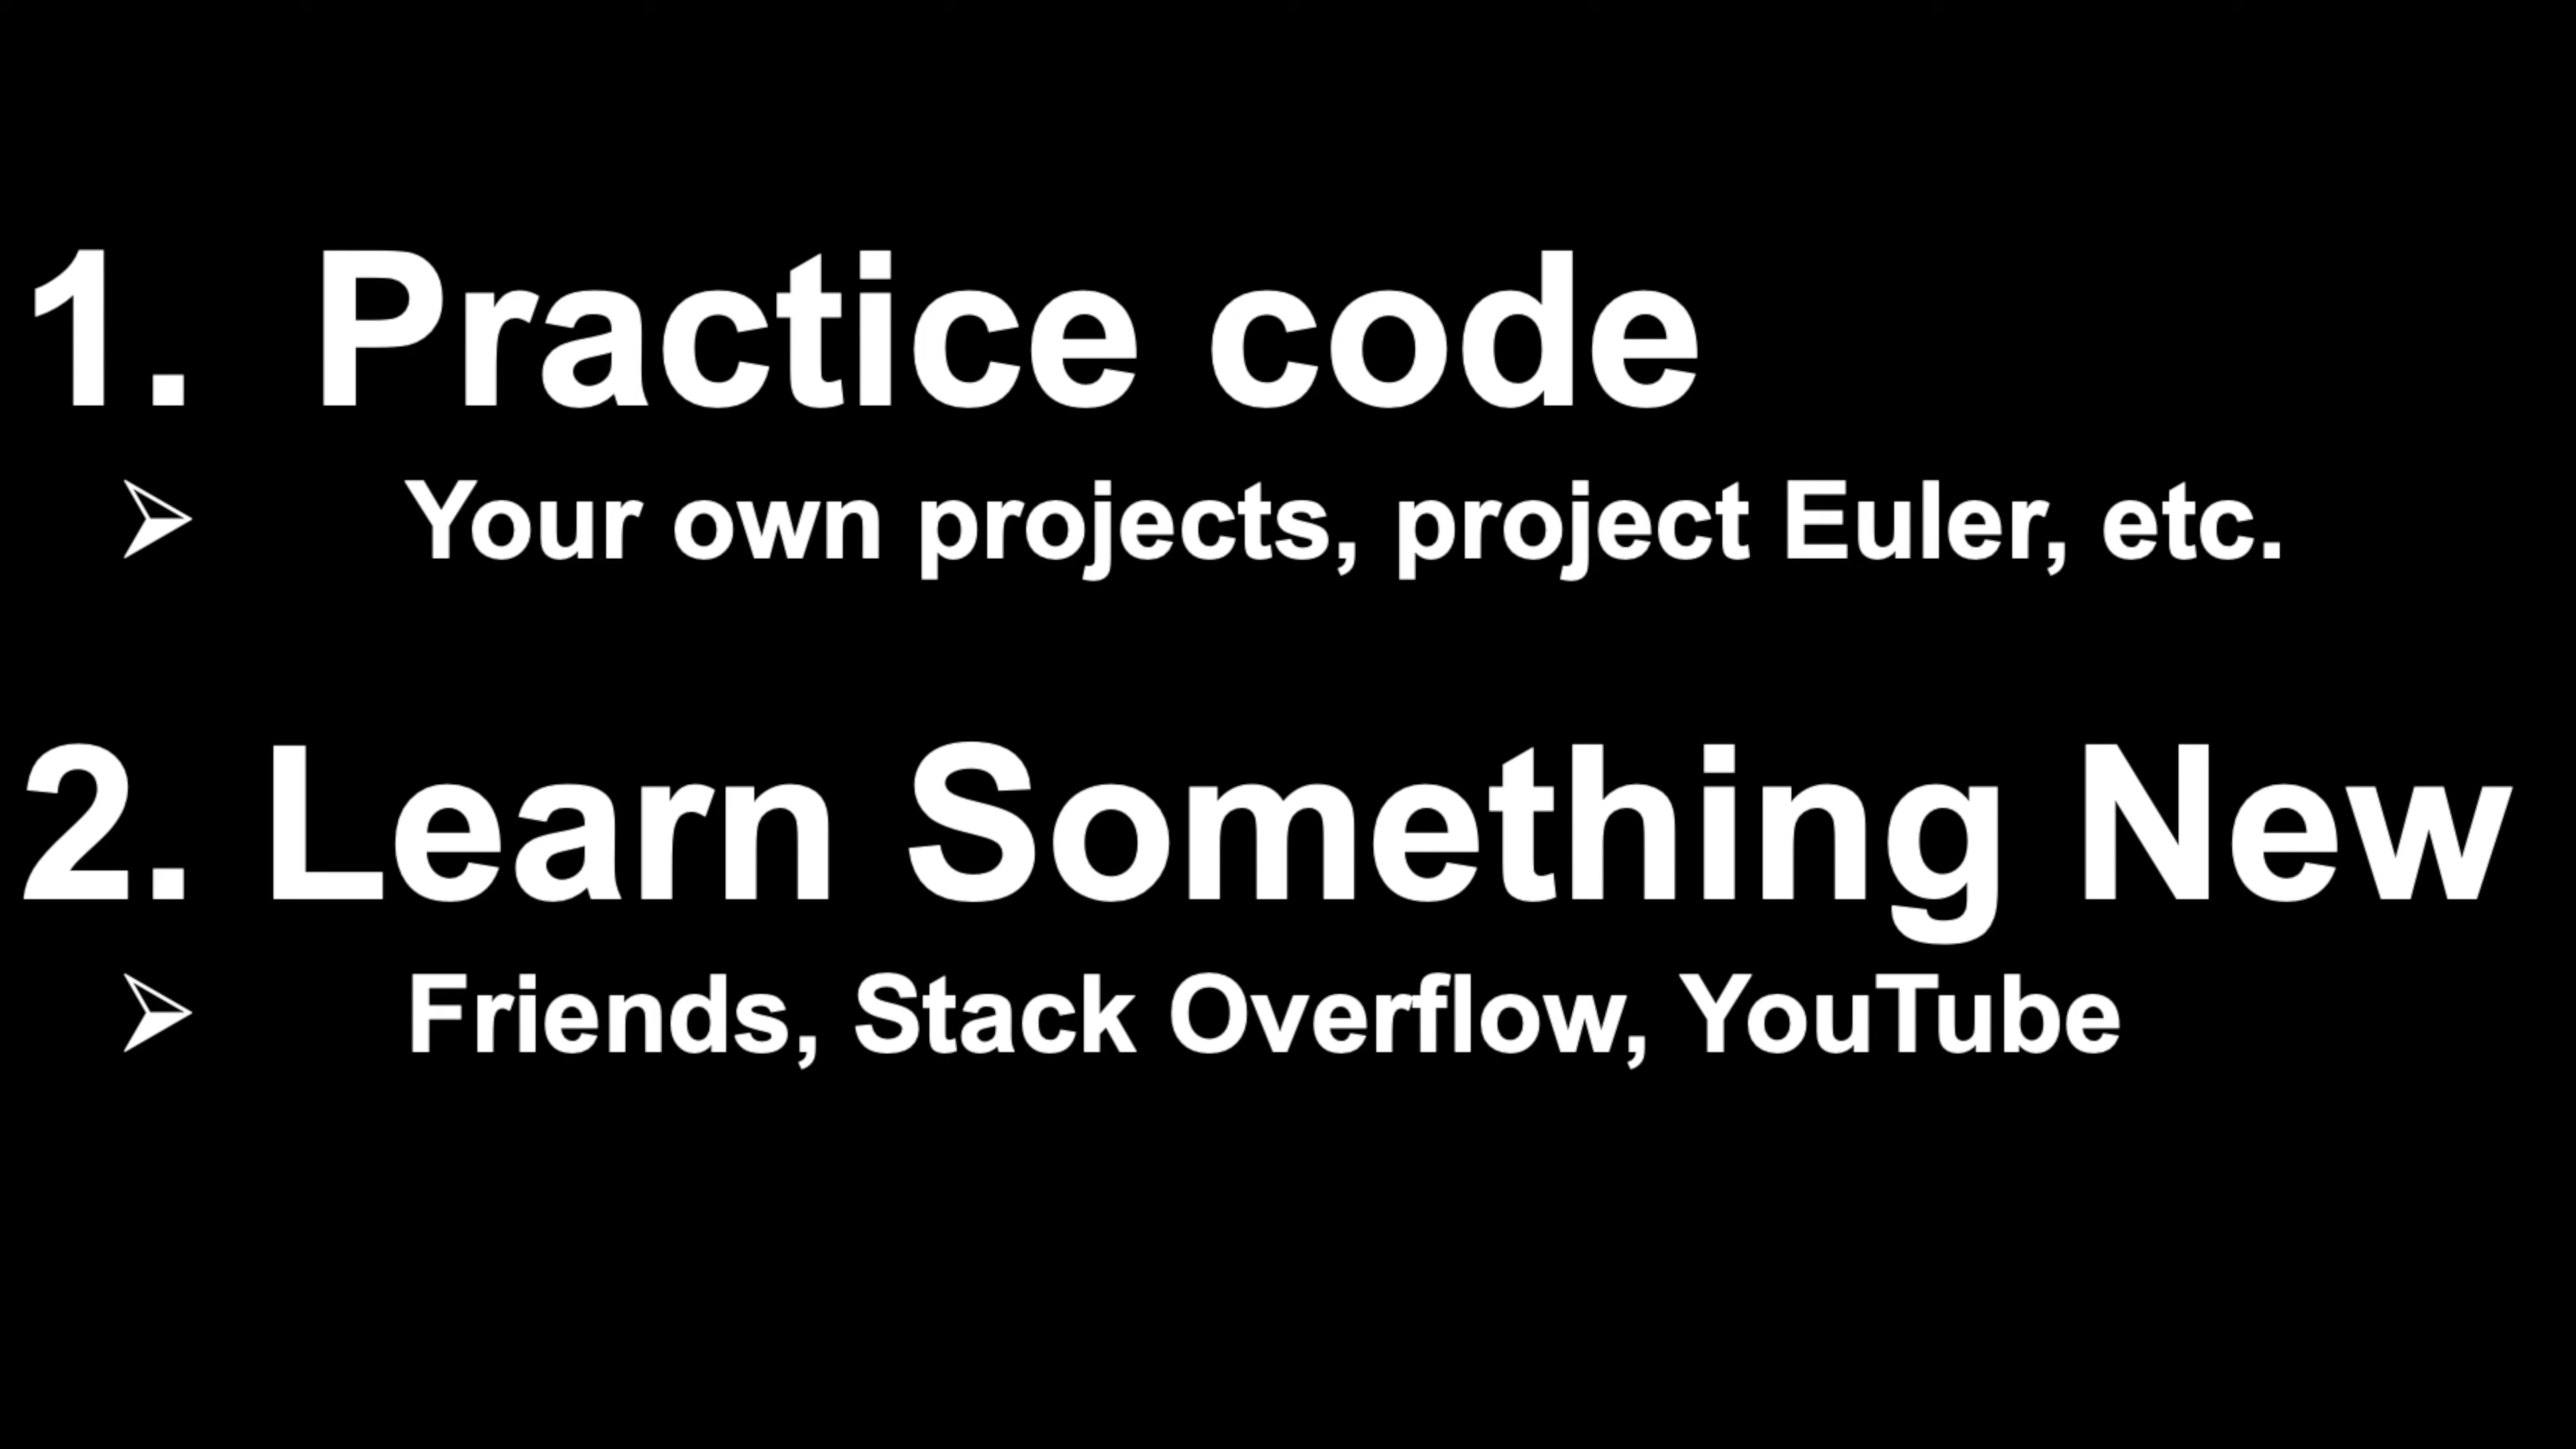 1. Practice code
➢ Your own projects, project Euler, etc.
2. Learn Something New
➢ Friends, Stack Overflow, YouTube